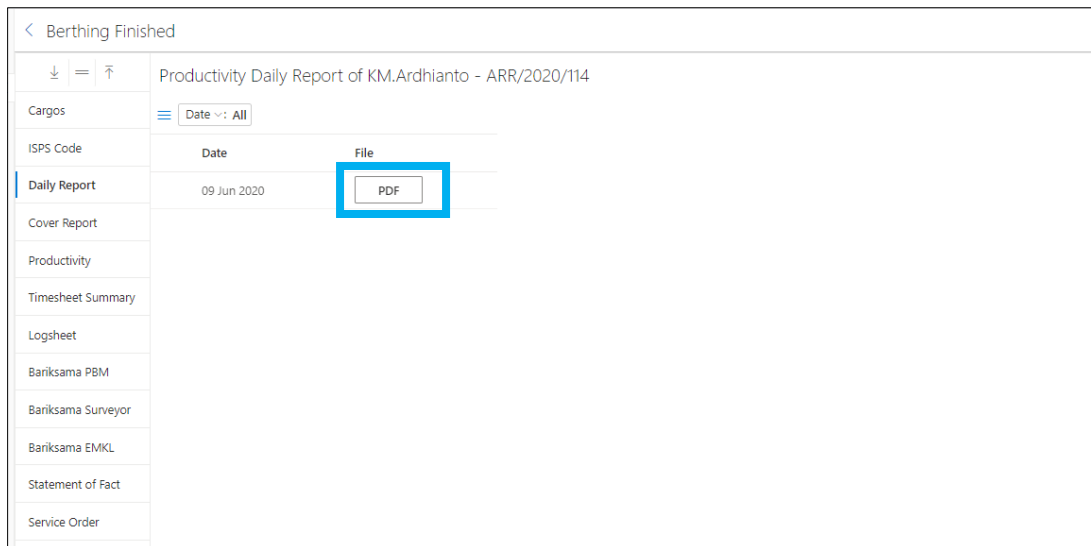 Berthing Finished
Productivity Daily Report of KM.Ardhianto - ARR/2020/114
Cargos
ISPS Code
Daily Report
Cover Report
Productivity
Timesheet Summary
Logsheet
Bariksama PBM
Bariksama Surveyor
Bariksama EMKL
Statement of Fact
Service Order
Date : All
Date File
09 Jun 2020 PDF